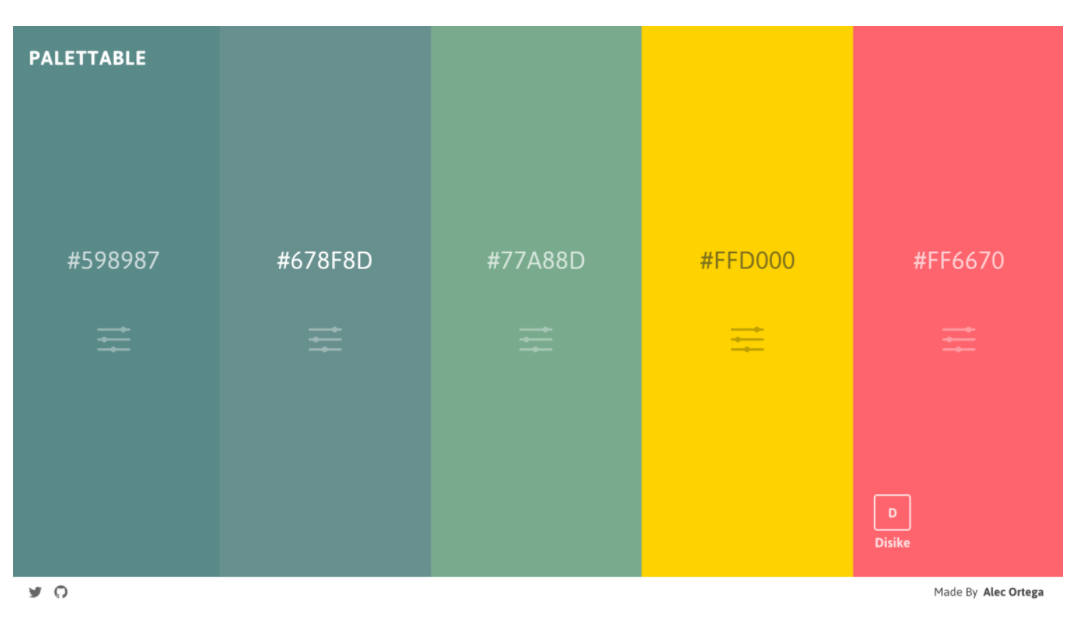 PALETTABLE
#598987
#678F8D
#77A88D
#FFD000
#FF6670
D
Disike
Made By Alec Ortega